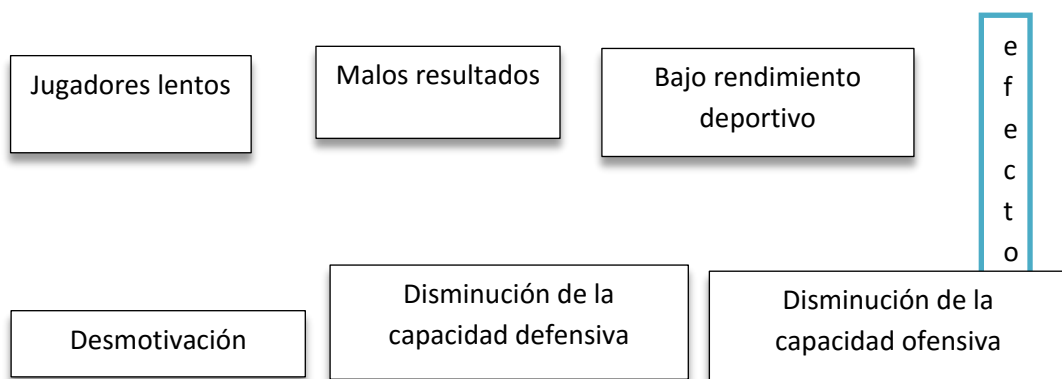 Jugadores lentos
Malos resultados
Bajo rendimiento
deportivo
e
f
e
c
t
o
Desmotivación
Disminución de la
capacidad defensiva
Disminución de la
capacidad ofensiva